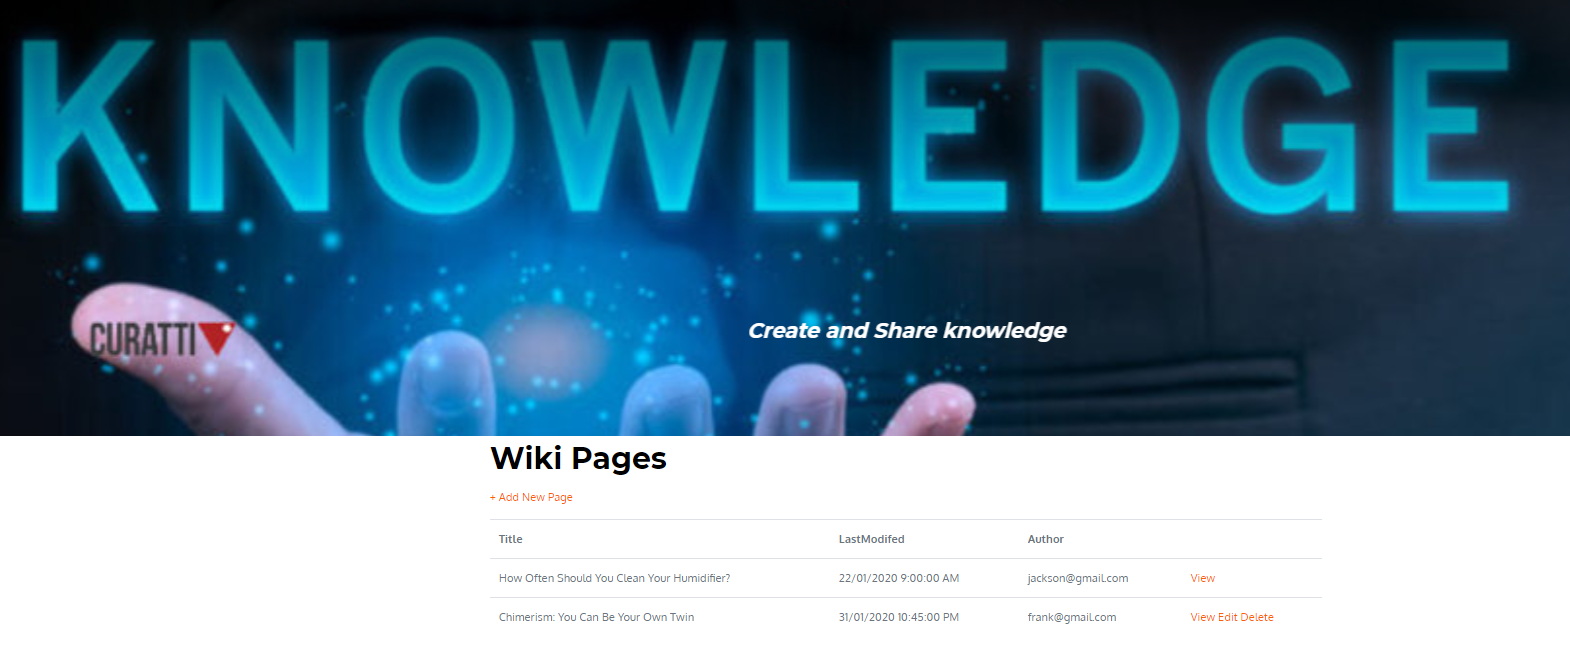 KNOWLEDGE
CURATTI
Create and Share knowledge
Wiki Pages
+ Add New Page
Title LastModifed Author
How Often Should You Clean Your Humidifier? 22/01/2020 9:00:00 AM jackson@gmail.com View
Chimerism: You Can Be Your Own Twin 31/01/2020 10:45:00 PM frank@gmail.com View Edit Delete